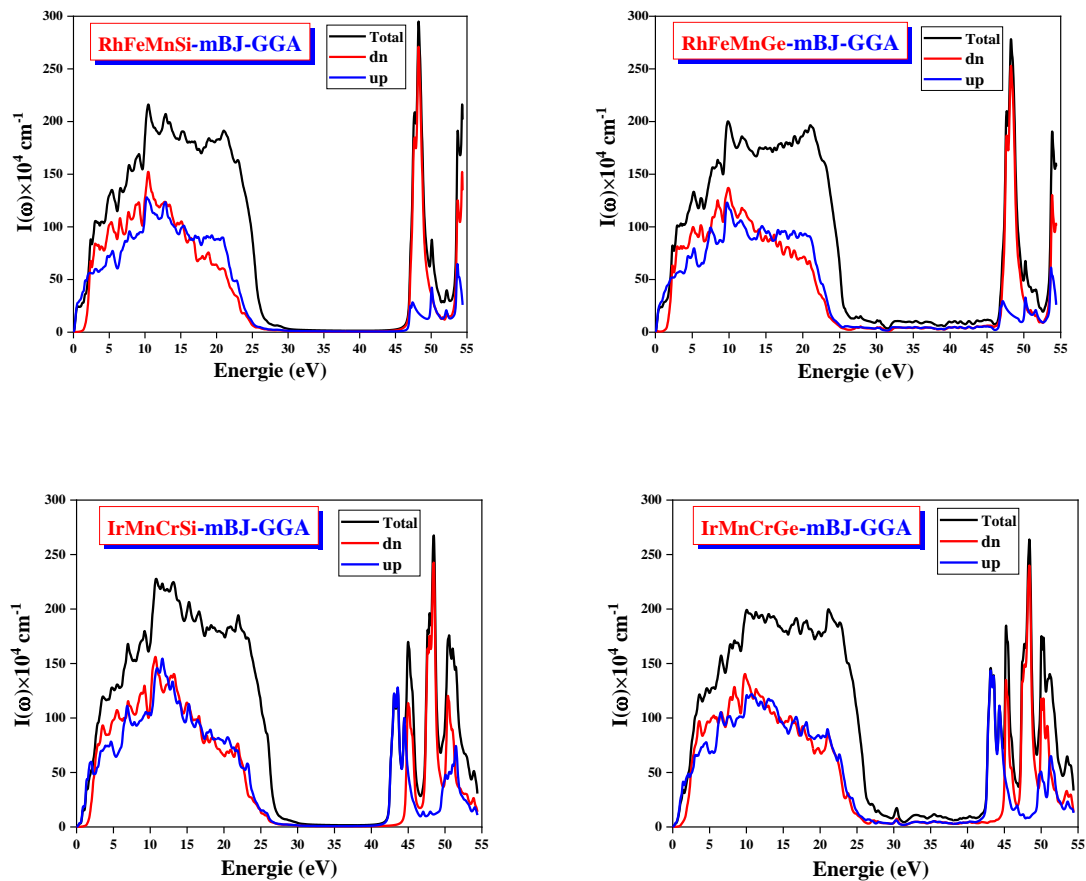 RhFeMnSi-mBJ-GGA
Total
dn
up
300
250
200
150
100
50
0
I(ω)×10⁴ cm⁻¹
0 5 10 15 20 25 30 35 40 45 50 55
Energie (eV)
RhFeMnGe-mBJ-GGA
Total
dn
up
300
250
200
150
100
50
0
I(ω)×10⁴ cm⁻¹
0 5 10 15 20 25 30 35 40 45 50 55
Energie (eV)
IrMnCrSi-mBJ-GGA
Total
dn
up
300
250
200
150
100
50
0
I(ω)×10⁴ cm⁻¹
0 5 10 15 20 25 30 35 40 45 50 55
Energie (eV)
IrMnCrGe-mBJ-GGA
Total
dn
up
300
250
200
150
100
50
0
I(ω)×10⁴ cm⁻¹
0 5 10 15 20 25 30 35 40 45 50 55
Energie (eV)